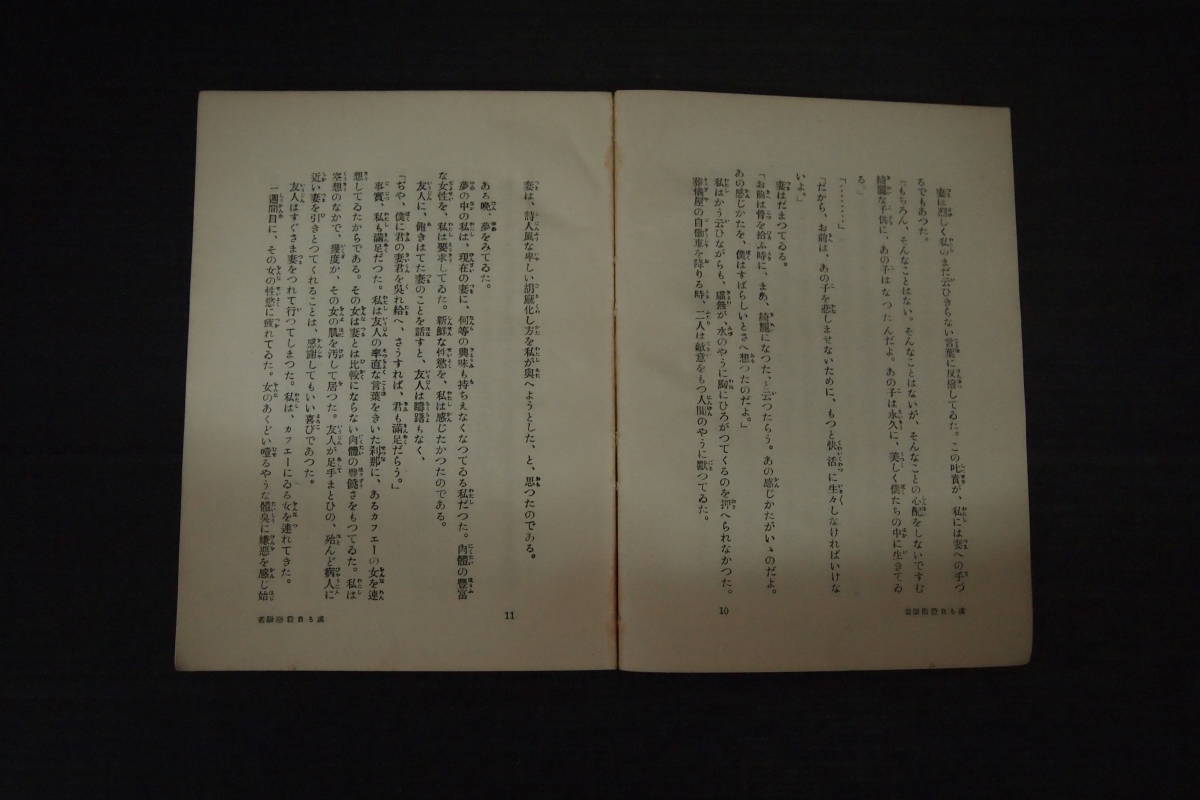 妻は烈しく私のまだ云ひきらない言葉に反撥してゐた。この叱責が、私には妻への手づ
るでもあつた。
『もちろん、そんなことはない。そんなことはないが、そんなことの心配をしないですむ
綺麗な子供に、あの子はなつたんだよ。あの子は永久に、美しく僕たちの中に生きてゐ
る。』
「………………」
『だから、お前は、あの子を悲しませないために、もつと快活に生々しなければいけな
いよ。』
妻はだまつてゐる。
「お前は骨を拾ふ時に、まあ、綺麗になつた、と云つたらう。あの感じかたがいゝのだよ。
あの感じかたを、僕はすばらしいとさへ想つたのだよ。」
私はかう云ひながらも、虚無が、水のやうに胸にひろがつてくるのを押へられなかつた。
葬儀屋の自働車を降りる時、二人は敵意をもつ人間のやうに黙つてゐた。
10
妻は、詩人風な卑しい胡麻化し方を私が與へようとした、と、思つたのである。
ある晩、夢をみてゐた。
夢の中の私は、現在の妻に、何等の興味も持ちえなくなつてゐる私だつた。肉體の豊富
な女性を、私は要求してゐた。新鮮な性慾を、私は感じたかつたのである。
友人に、飽きはてた妻のことを話すと、友人は躊躇もなく、
「ぢや、僕に君の妻君を呉れ給へ、さうすれば、君も滿足だらう。」
事實、私も滿足だつた。私は友人の率直な言葉をきいた刹那に、あるカフエーの女を連
想してゐたからである。その女は妻とは比較にならない肉體の豊饒さをもつてゐた。私は
空想のなかで、幾度か、その女の肌を汚して居つた。友人が足手まとひの、殆んど病人に
近い妻を引きとつてくれることは、感謝してもいい喜びであつた。
友人はすぐさま妻をつれて行つてしまつた。私は、カフエーにゐる女を連れてきた。
一週間目に、その女の性慾に疲れてゐた。女のあくどい噎るやうな體臭に嫌惡を感じ始
11